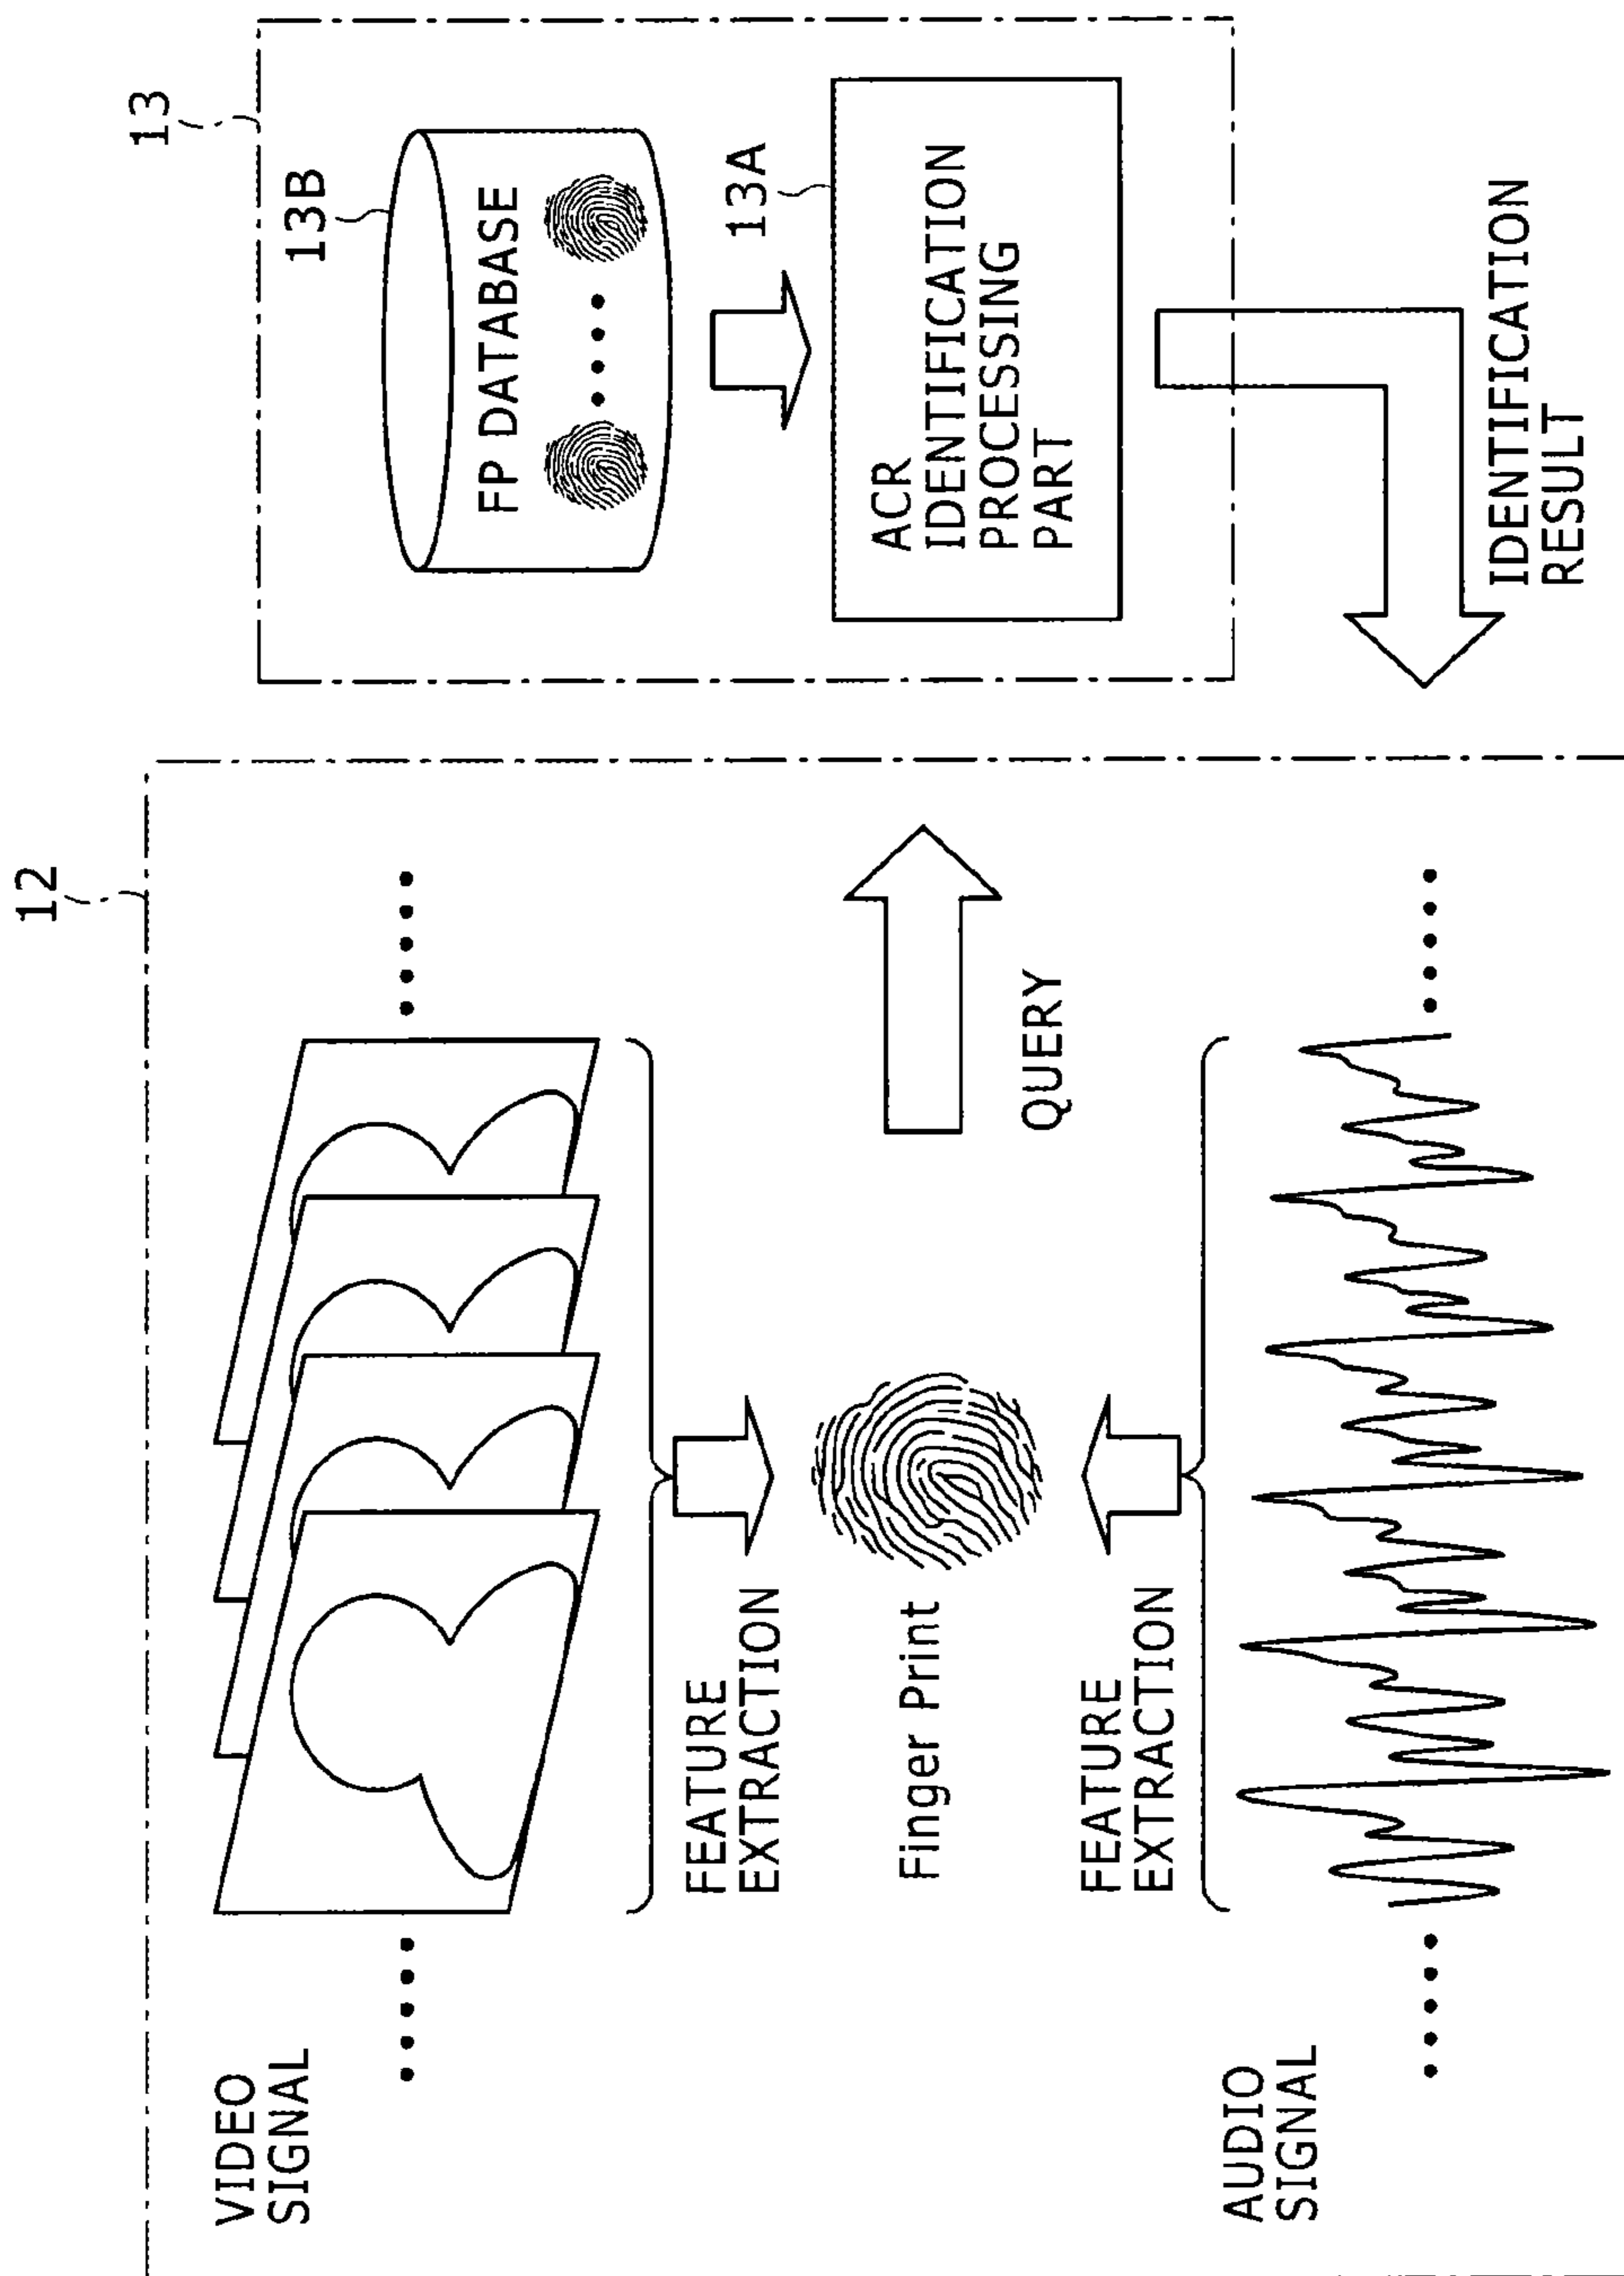 12
VIDEO
SIGNAL
FEATURE
EXTRACTION
Finger Print
QUERY
FEATURE
EXTRACTION
AUDIO
SIGNAL
13
13B
FP DATABASE
13A
ACR
IDENTIFICATION
PROCESSING
PART
IDENTIFICATION
RESULT